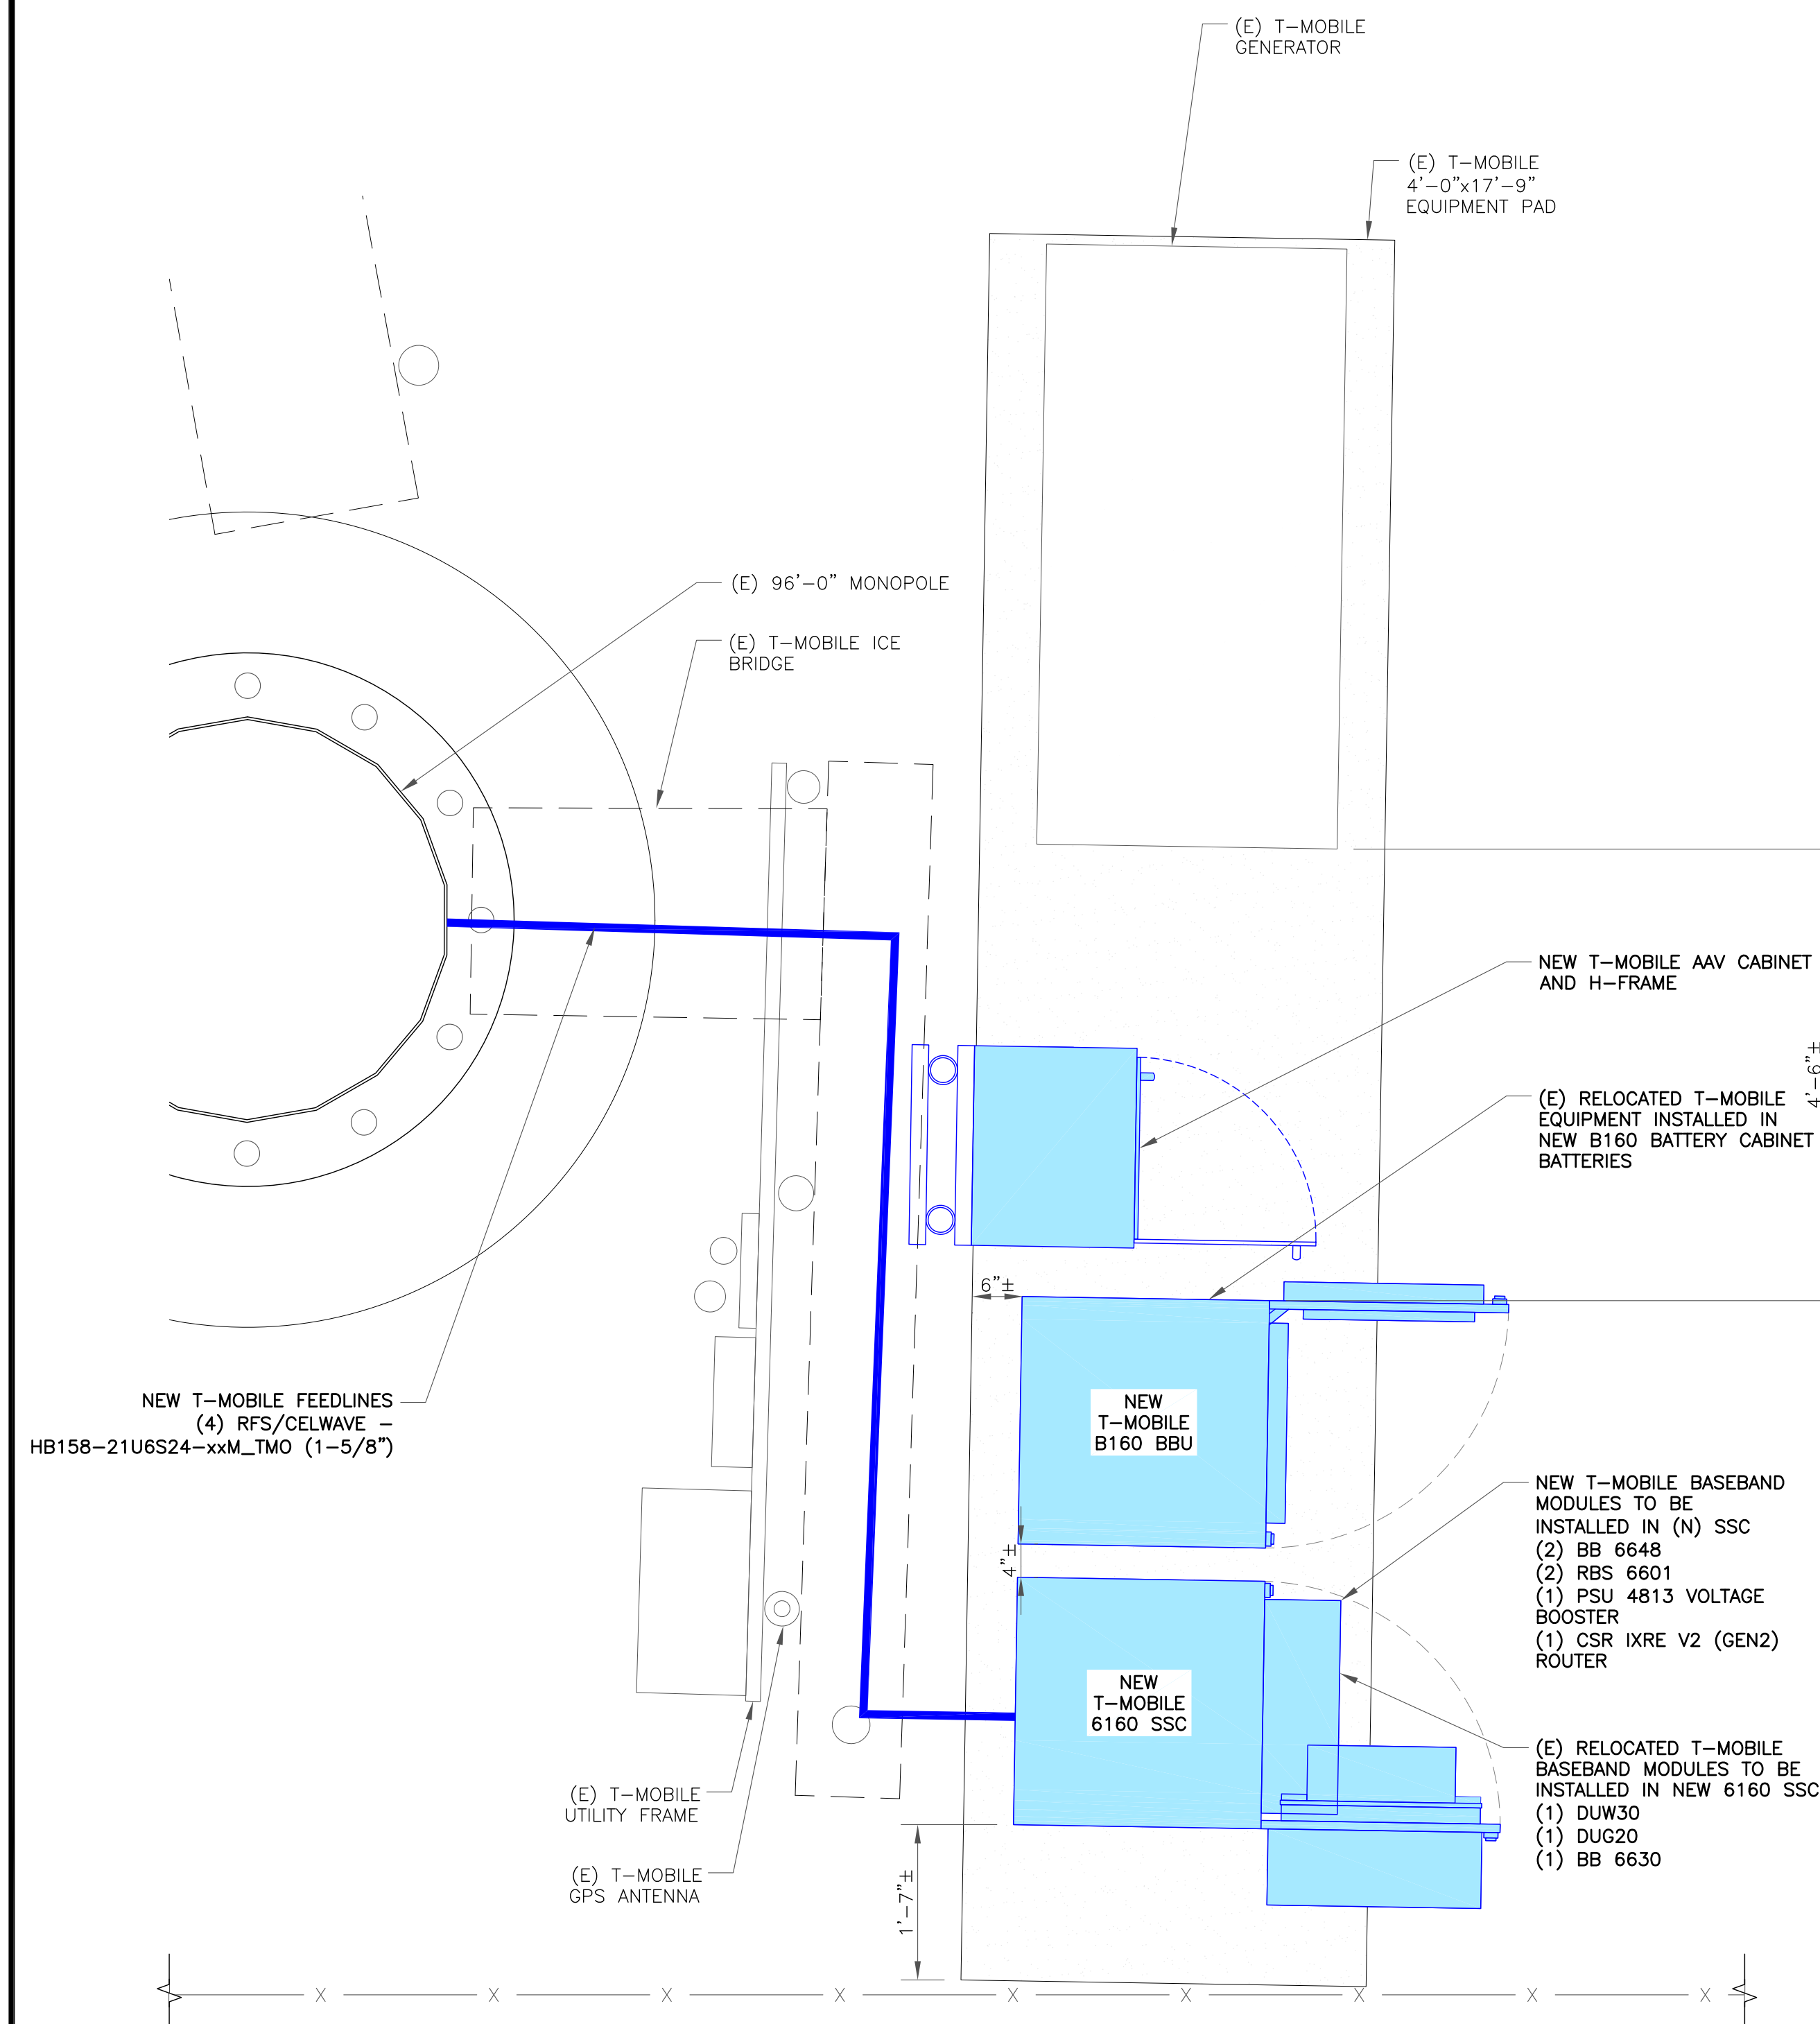 (E) T-MOBILE
GENERATOR
(E) T-MOBILE
4'-0"x17'-9"
EQUIPMENT PAD
(E) 96'-0" MONOPOLE
(E) T-MOBILE ICE
BRIDGE
NEW T-MOBILE AAV CABINET
AND H-FRAME
4'-6"±
(E) RELOCATED T-MOBILE
EQUIPMENT INSTALLED IN
NEW B160 BATTERY CABINET
BATTERIES
6"±
NEW T-MOBILE FEEDLINES
(4) RFS/CELWAVE -
HB158-21U6S24-xxM_TMO (1-5/8")
NEW
T-MOBILE
B160 BBU
4"±
NEW T-MOBILE BASEBAND
MODULES TO BE
INSTALLED IN (N) SSC
(2) BB 6648
(2) RBS 6601
(1) PSU 4813 VOLTAGE
BOOSTER
(1) CSR IXRE V2 (GEN2)
ROUTER
NEW
T-MOBILE
6160 SSC
(E) RELOCATED T-MOBILE
BASEBAND MODULES TO BE
INSTALLED IN NEW 6160 SSC
(1) DUW30
(1) DUG20
(1) BB 6630
(E) T-MOBILE
UTILITY FRAME
(E) T-MOBILE
GPS ANTENNA
1'-7"±
X X X X X X X X X